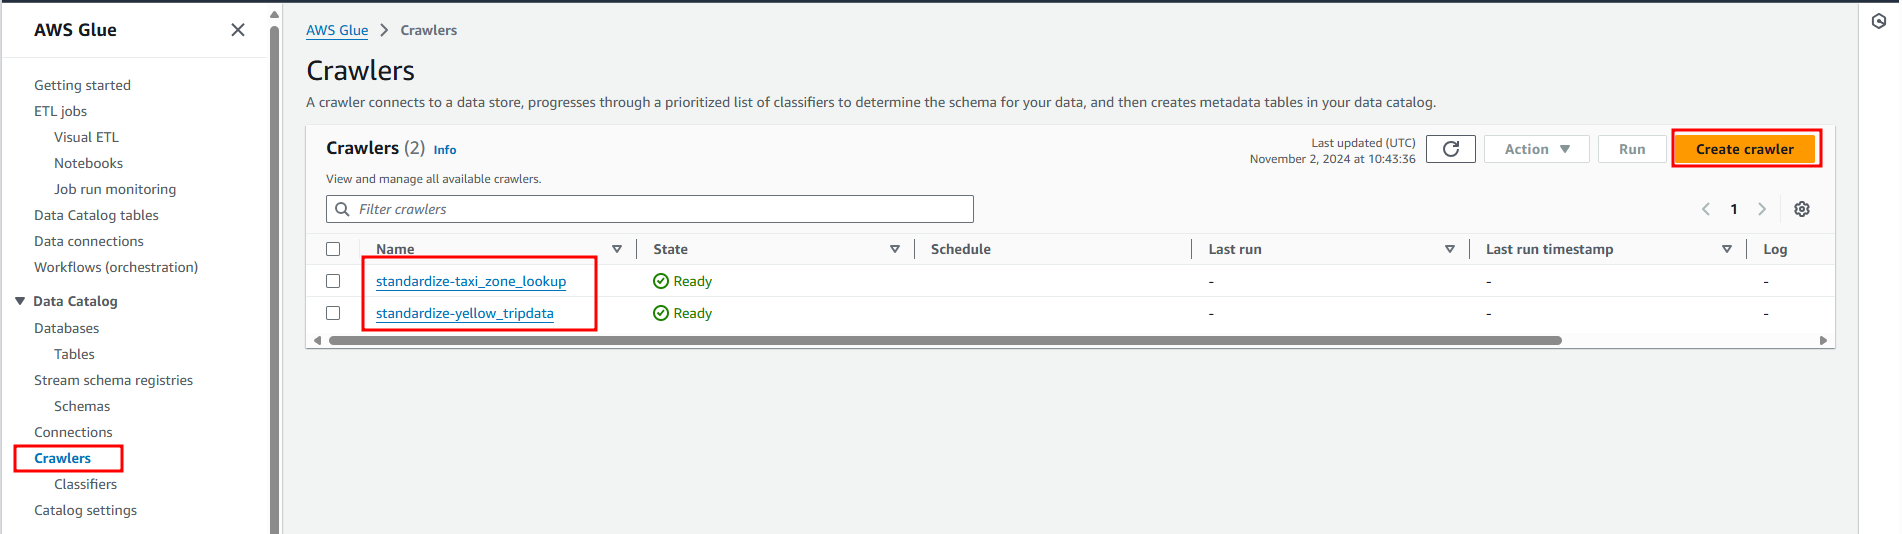 AWS Glue
Getting started
ETL jobs
Visual ETL
Notebooks
Job run monitoring
Data Catalog tables
Data connections
Workflows (orchestration)
Data Catalog
Databases
Tables
Stream schema registries
Schemas
Connections
Crawlers
Classifiers
Catalog settings
AWS Glue > Crawlers
Crawlers
A crawler connects to a data store, progresses through a prioritized list of classifiers to determine the schema for your data, and then creates metadata tables in your data catalog.
Crawlers (2) Info
View and manage all available crawlers.
Last updated (UTC)
November 2, 2024 at 10:43:36
Action Run Create crawler
Filter crawlers
1
Name State Schedule Last run Last run timestamp Log
standardize-taxi_zone_lookup Ready - - -
standardize-yellow_tripdata Ready - - -